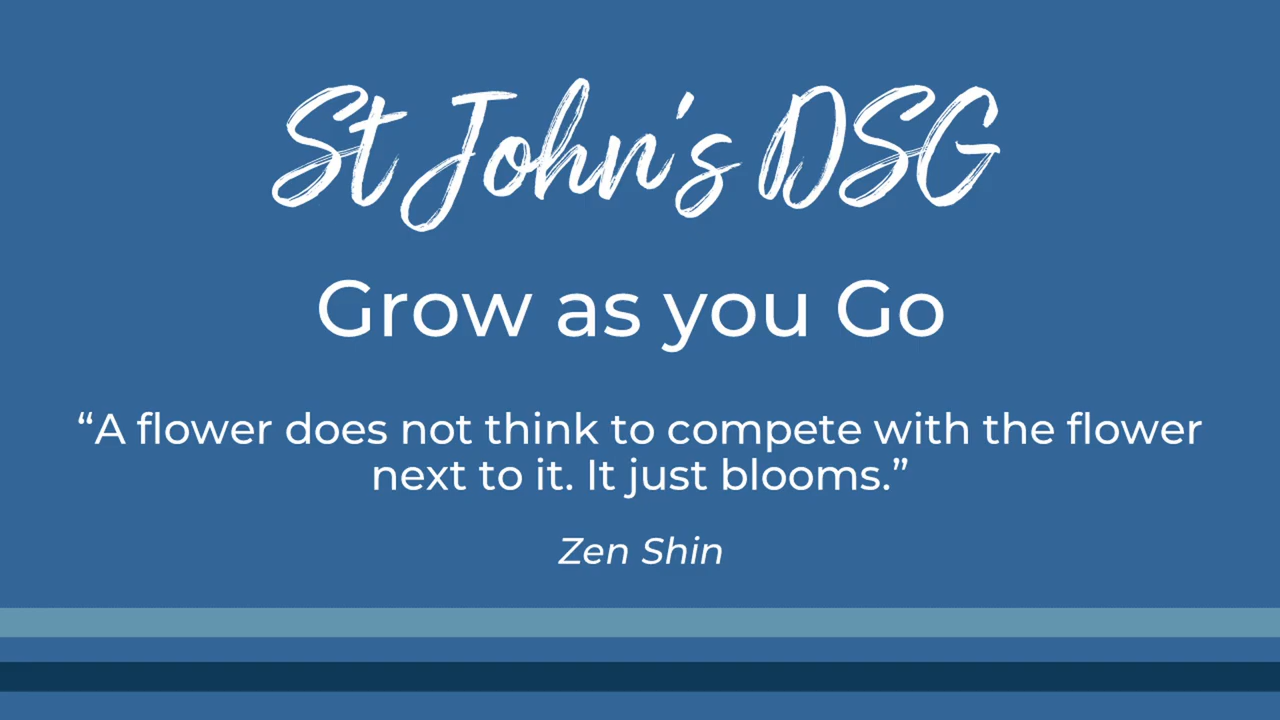 St John's DSG
Grow as you Go
“A flower does not think to compete with the flower
next to it. It just blooms.”
Zen Shin